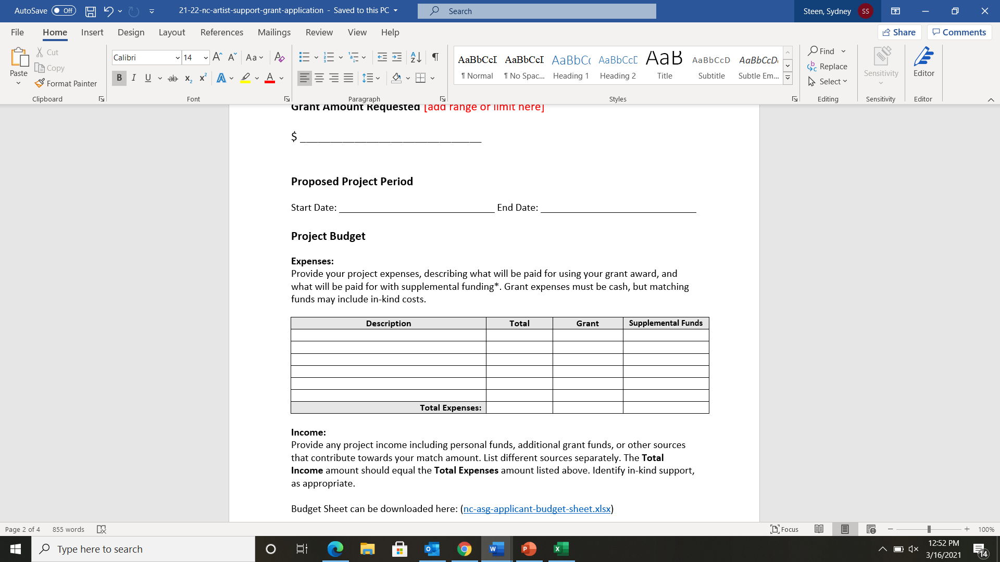 AutoSave Off 21-22-nc-artist-support-grant-application - Saved to this PC Search Steen, Sydney SS
File Home Insert Design Layout References Mailings Review View Help Share Comments
Paste Cut Copy Format Painter
Clipboard
Calibri 14 Aa
B I U ab x₂ x² A A
Font
Paragraph
AaBbCcI AaBbCcI AaBbC AaBbCcE AaB AaBbCcD AaBbCcD
¶ Normal ¶ No Spac... Heading 1 Heading 2 Title Subtitle Subtle Em...
Styles
Find
Replace
Select
Editing
Sensitivity
Sensitivity
Editor
Editor
Grant Amount Requested [add range or limit here]
$ ______________________________
Proposed Project Period
Start Date: ______________________________ End Date: ______________________________
Project Budget
Expenses:
Provide your project expenses, describing what will be paid for using your grant award, and
what will be paid for with supplemental funding*. Grant expenses must be cash, but matching
funds may include in-kind costs.
Description Total Grant Supplemental Funds
Total Expenses:
Income:
Provide any project income including personal funds, additional grant funds, or other sources
that contribute towards your match amount. List different sources separately. The Total
Income amount should equal the Total Expenses amount listed above. Identify in-kind support,
as appropriate.
Budget Sheet can be downloaded here: (nc-asg-applicant-budget-sheet.xlsx)
Page 2 of 4 855 words Focus 100%
Type here to search
12:52 PM
3/16/2021
14